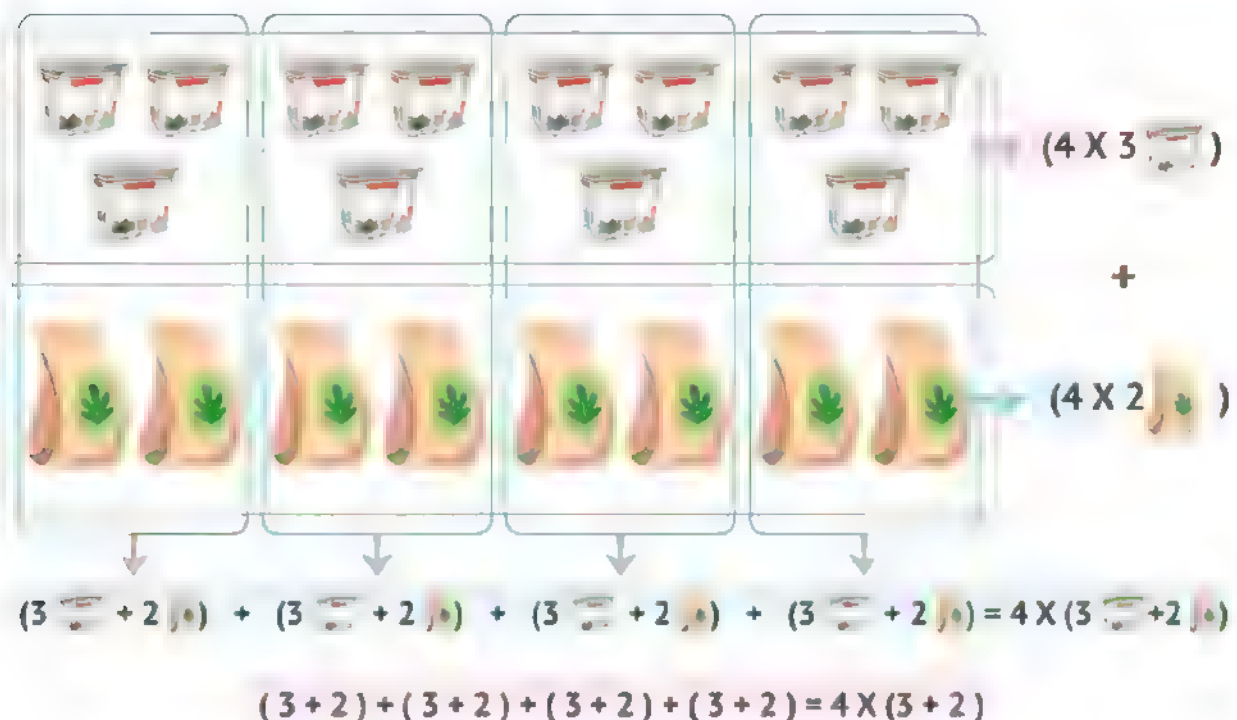 (4 X 3 )
+
(4 X 2 )
(3 + 2 ) + (3 + 2 ) + (3 + 2 ) + (3 + 2 ) = 4 X (3 +2 )
( 3 + 2 ) + ( 3 + 2 ) + ( 3 + 2 ) + ( 3 + 2 ) = 4 X (3 + 2 )